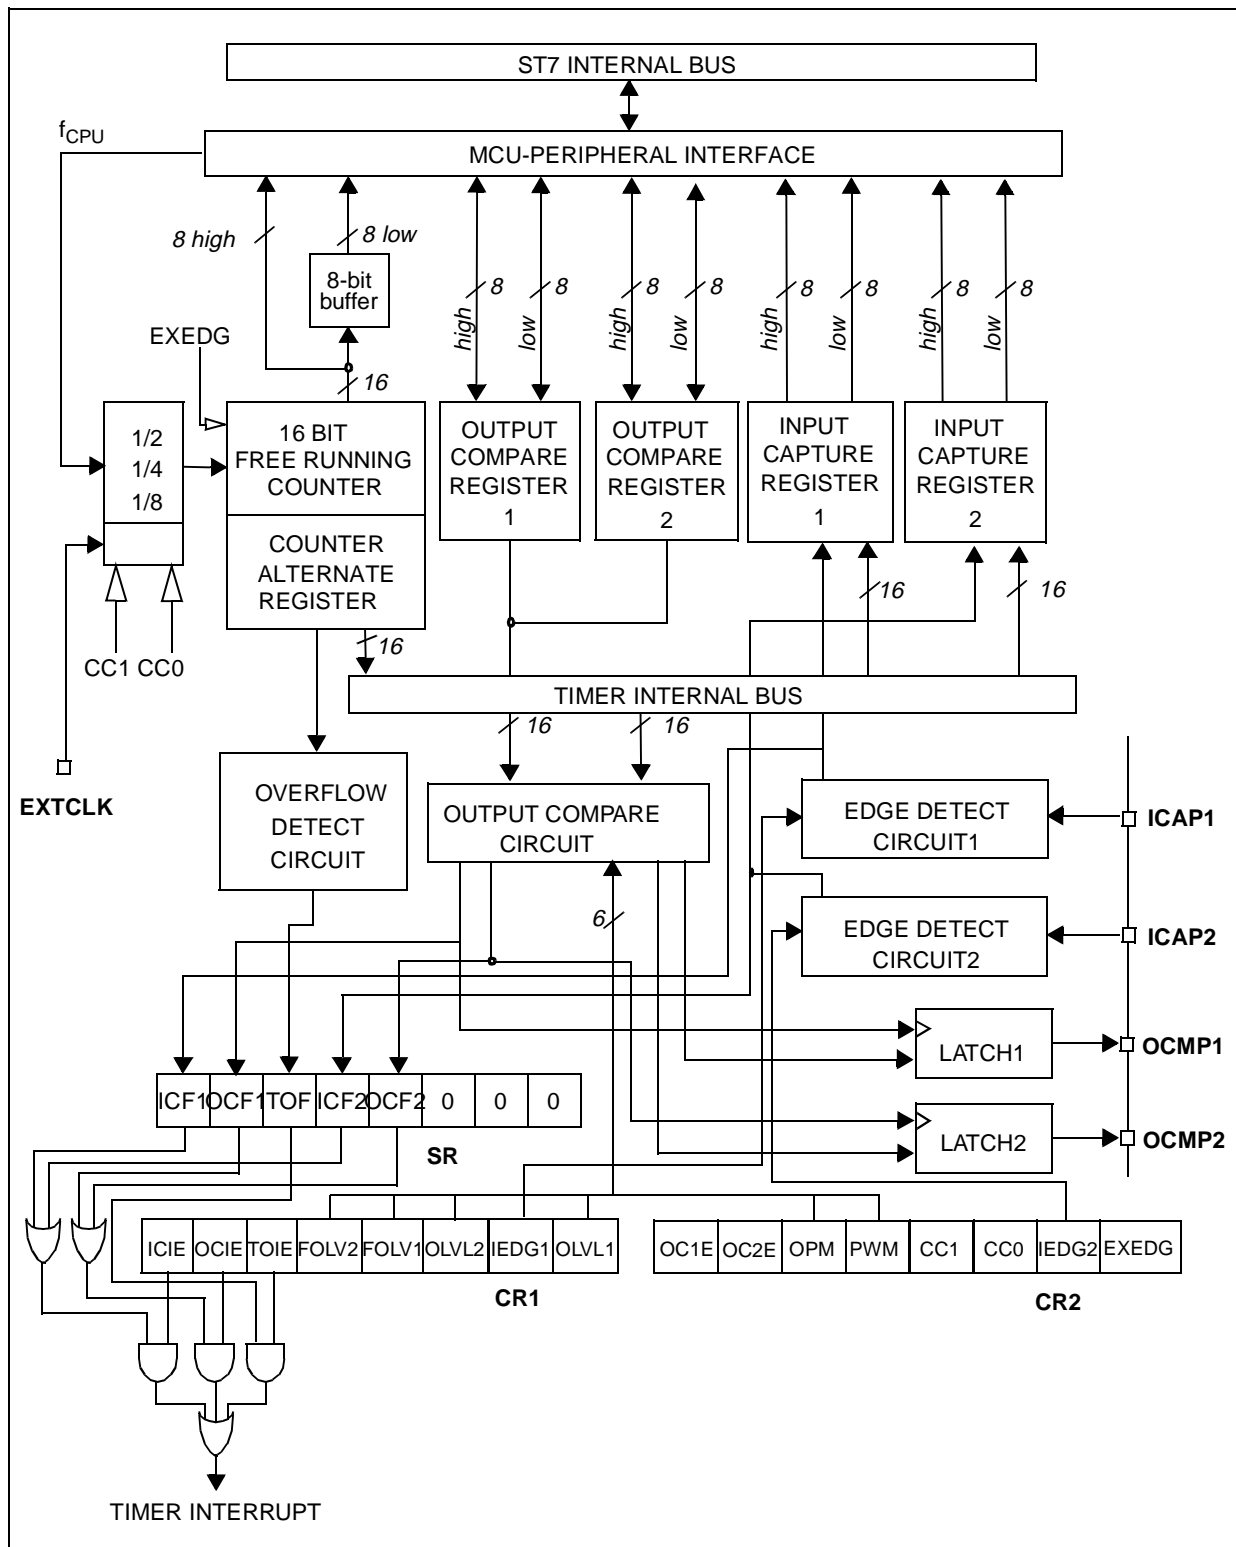 ST7 INTERNAL BUS
fCPU
MCU-PERIPHERAL INTERFACE
8 high
8 low
8-bit
buffer
high
8
low
8
high
8
low
8
high
8
low
8
high
8
low
8
EXEDG
16
1/2
1/4
1/8
16 BIT
FREE RUNNING
COUNTER
OUTPUT
COMPARE
REGISTER
1
OUTPUT
COMPARE
REGISTER
2
INPUT
CAPTURE
REGISTER
1
INPUT
CAPTURE
REGISTER
2
COUNTER
ALTERNATE
REGISTER
16
16
16
CC1 CC0
TIMER INTERNAL BUS
16
16
EXTCLK
OVERFLOW
DETECT
CIRCUIT
OUTPUT COMPARE
CIRCUIT
EDGE DETECT
CIRCUIT1
ICAP1
6
EDGE DETECT
CIRCUIT2
ICAP2
LATCH1
OCMP1
ICF1 OCF1 TOF ICF2 OCF2 0 0 0
SR
LATCH2
OCMP2
ICIE OCIE TOIE FOLV2 FOLV1 OLVL2 IEDG1 OLVL1
CR1
OC1E OC2E OPM PWM CC1 CC0 IEDG2 EXEDG
CR2
TIMER INTERRUPT